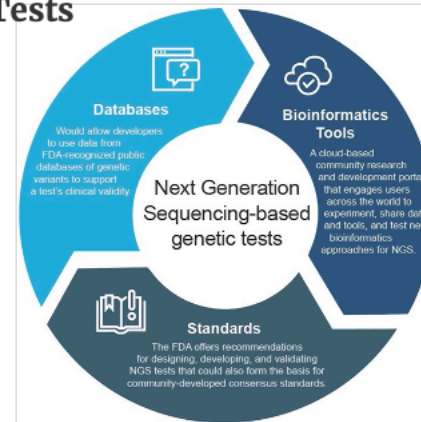 Tests
Databases
Would allow developers
to use data from
FDA-recognized public
databases of genetic
variants to support
a test's clinical validity.
Bioinformatics
Tools
A cloud-based
community research
and development porta
that engages users
across the world to
experiment, share dat
and tools, and test new
bioinformatics
approaches for NGS.
Next Generation
Sequencing-based
genetic tests
Standards
The FDA offers recommendations
for designing, developing, and validating
NGS tests that could also form the basis for
community-developed consensus standards.